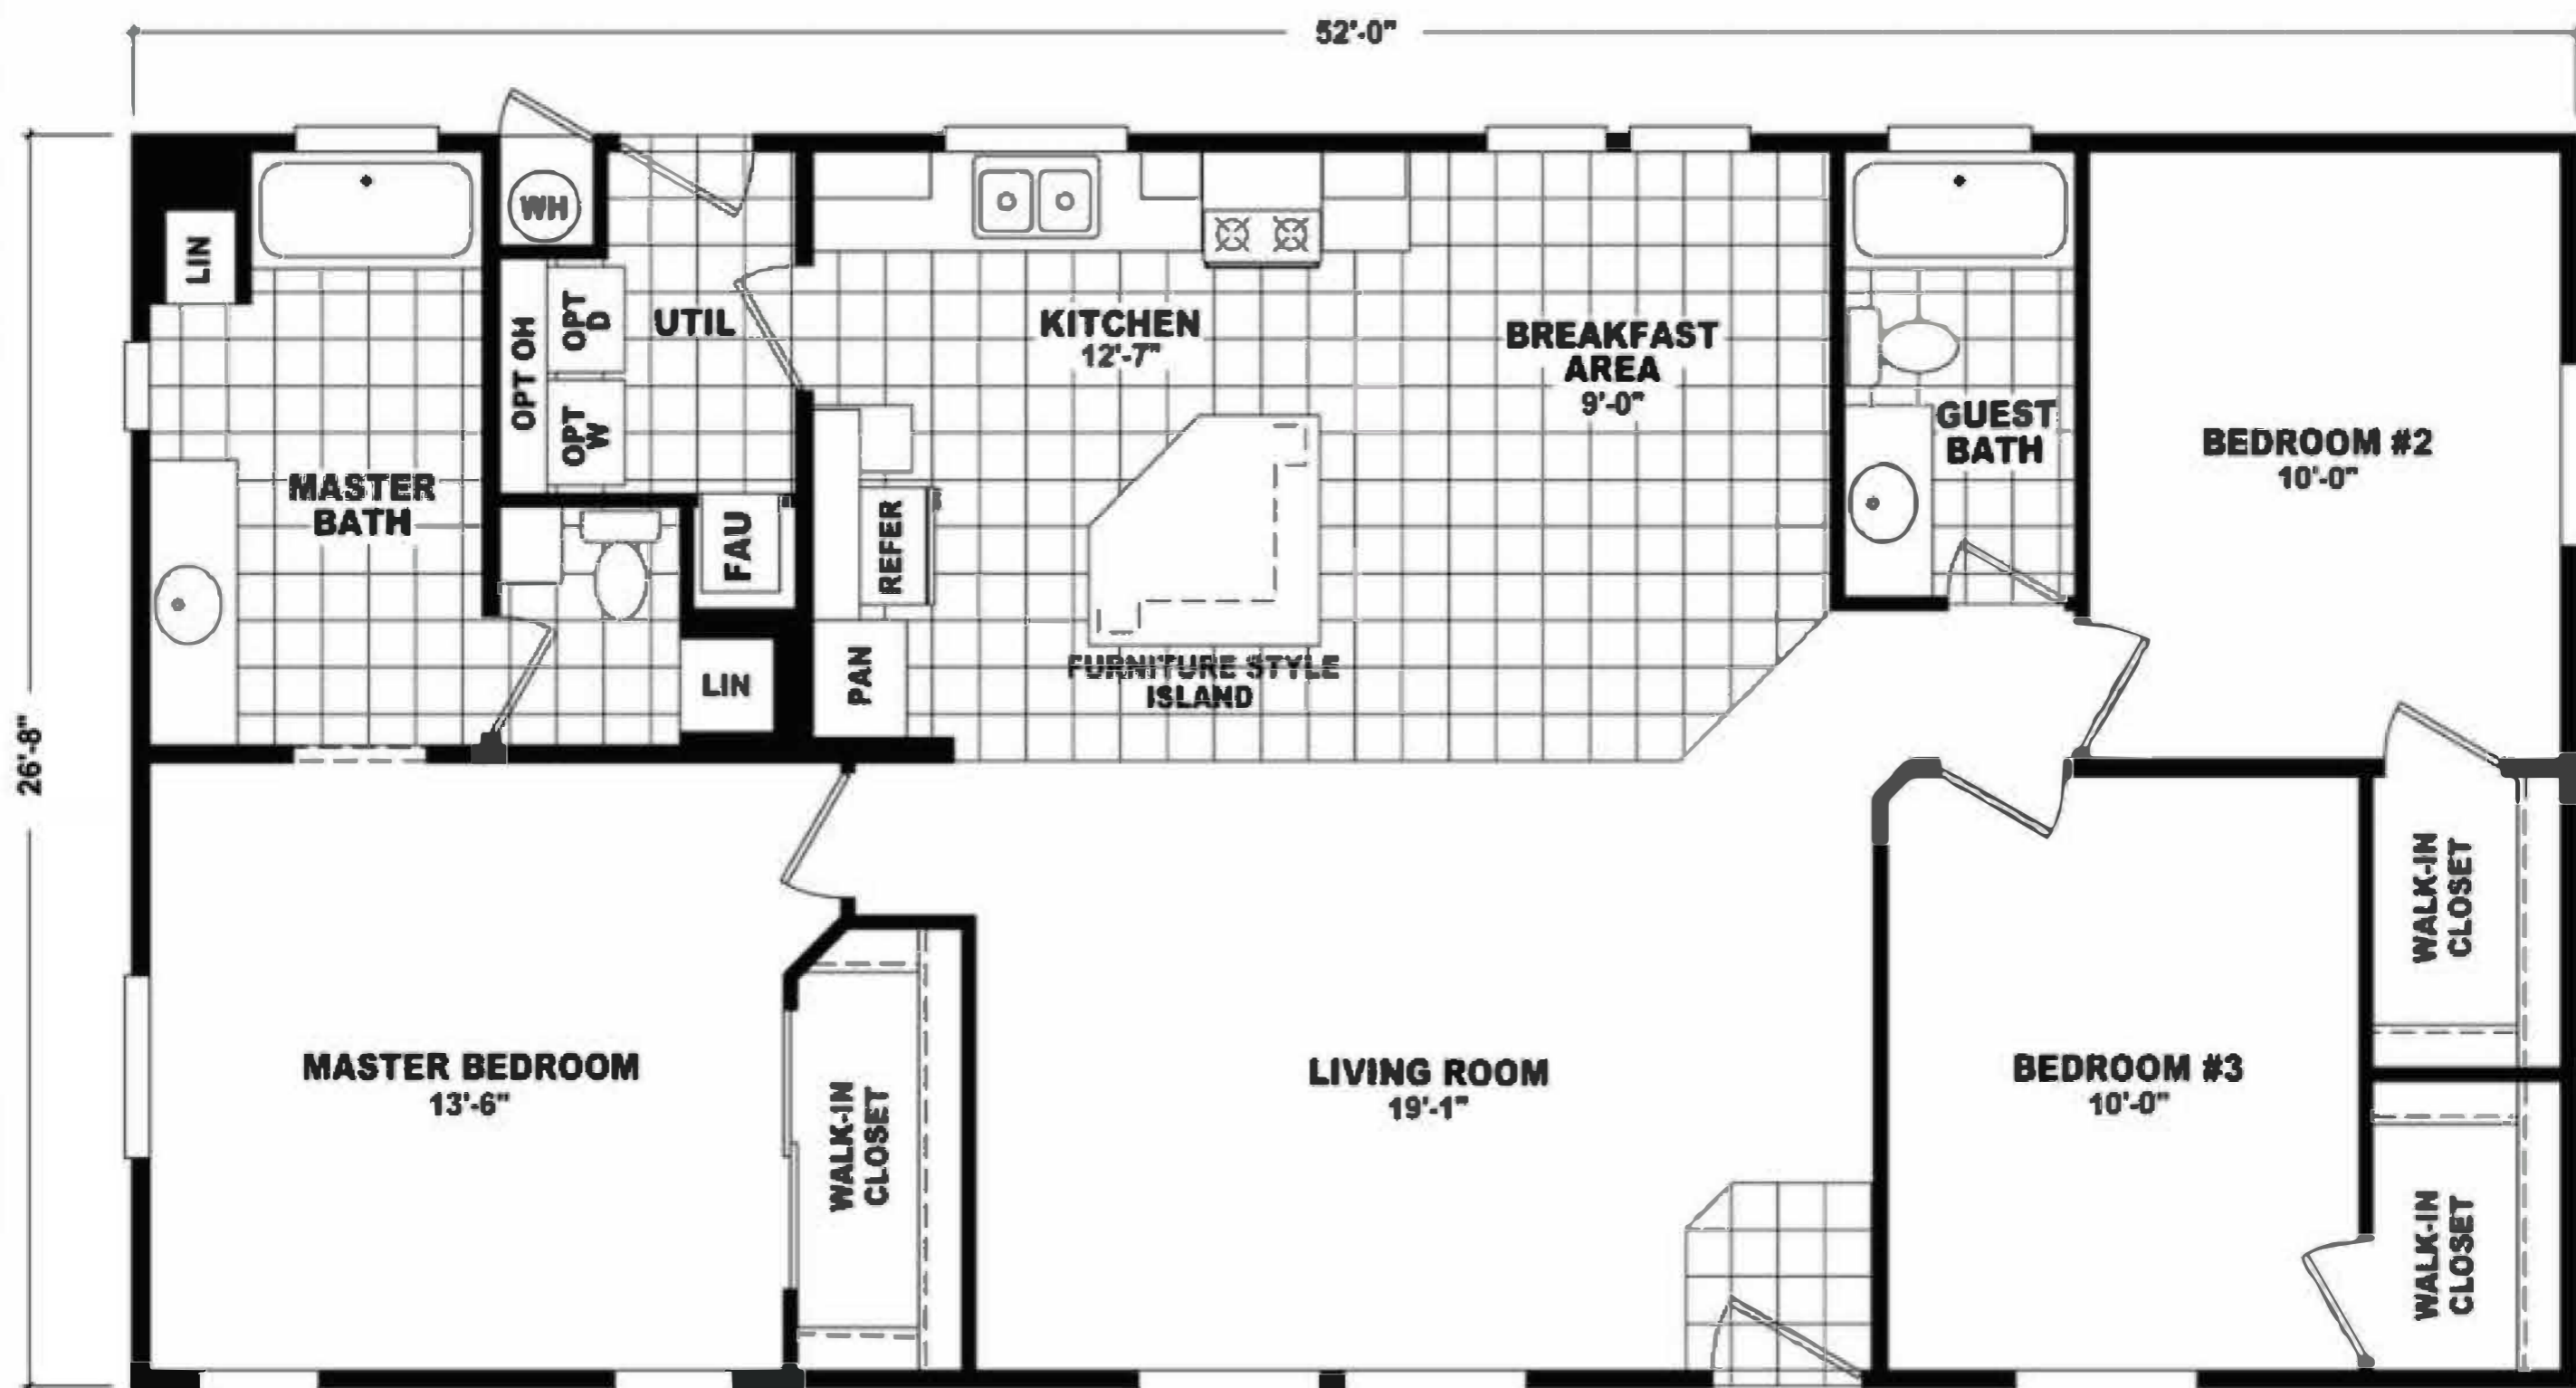 52'-0"
26'-8"
LIN
WH
OPT OH
OPT
D
OPT
W
UTIL
KITCHEN
12'-7"
BREAKFAST
AREA
9'-0"
GUEST
BATH
BEDROOM #2
10'-0"
MASTER
BATH
FAU
REFER
LIN
PAN
FURNITURE STYLE
ISLAND
WALK-IN
CLOSET
MASTER BEDROOM
13'-6"
WALK-IN
CLOSET
LIVING ROOM
19'-1"
BEDROOM #3
10'-0"
WALK-IN
CLOSET